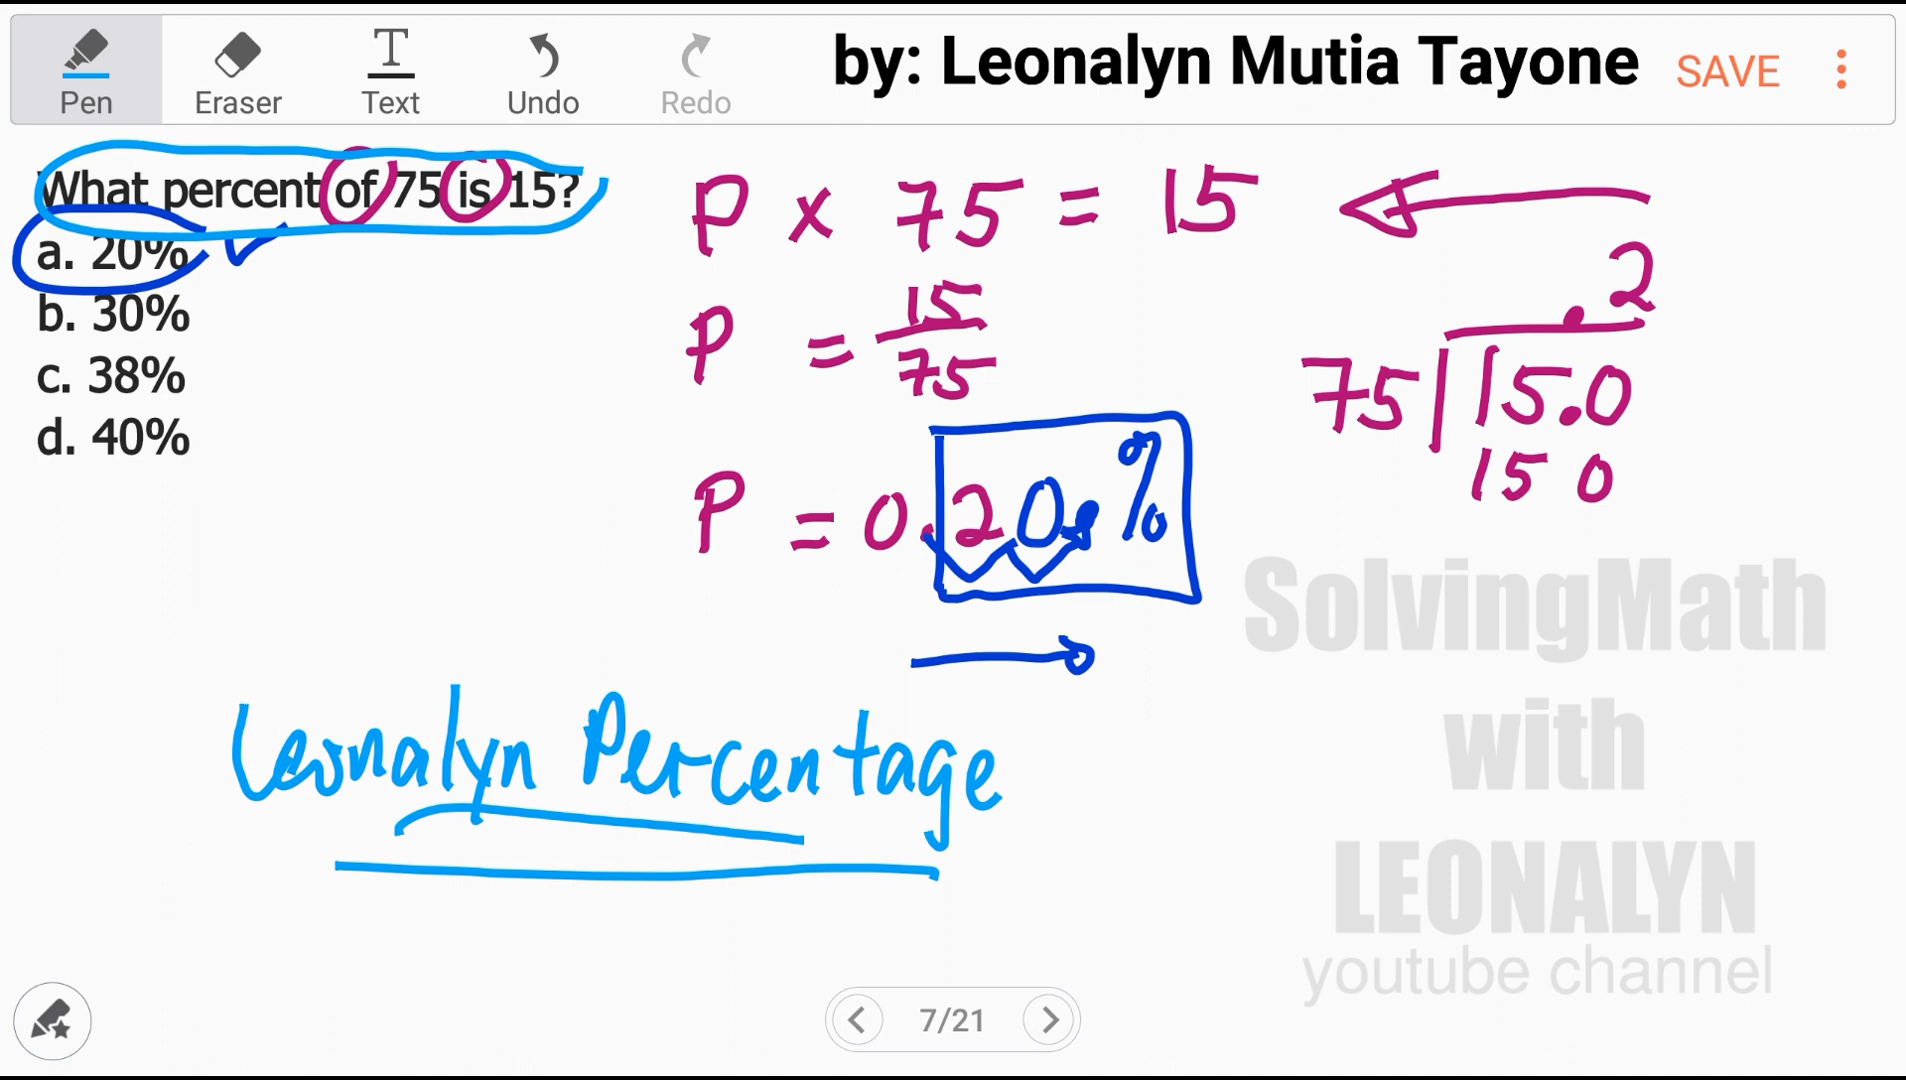 Pen Eraser Text Undo Redo by: Leonalyn Mutia Tayone SAVE
What percent of 75 is 15?
a. 20%
b. 30%
c. 38%
d. 40%
P × 75 = 15
P = 15/75
P = 0.20.%
.2
75|15.0
15 0
Leonalyn Percentage
SolvingMath
with
LEONALYN
youtube channel
7/21